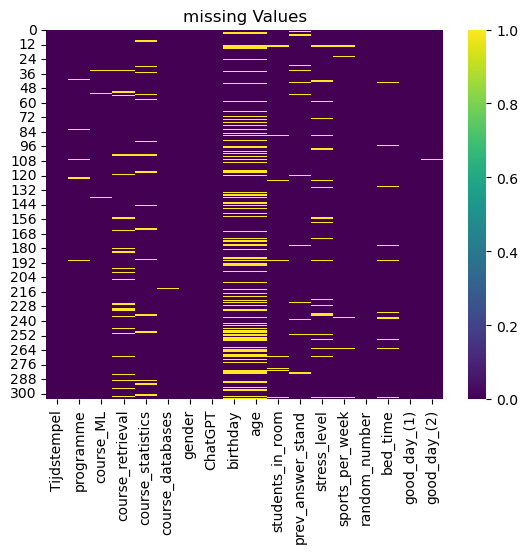 missing Values
0
12
24
36
48
60
72
84
96
108
120
132
144
156
168
180
192
204
216
228
240
252
264
276
288
300
Tijdstempel
programme
course_ML
course_retrieval
course_statistics
course_databases
gender
ChatGPT
birthday
age
students_in_room
prev_answer_stand
stress_level
sports_per_week
random_number
bed_time
good_day_(1)
good_day_(2)
1.0
0.8
0.6
0.4
0.2
0.0